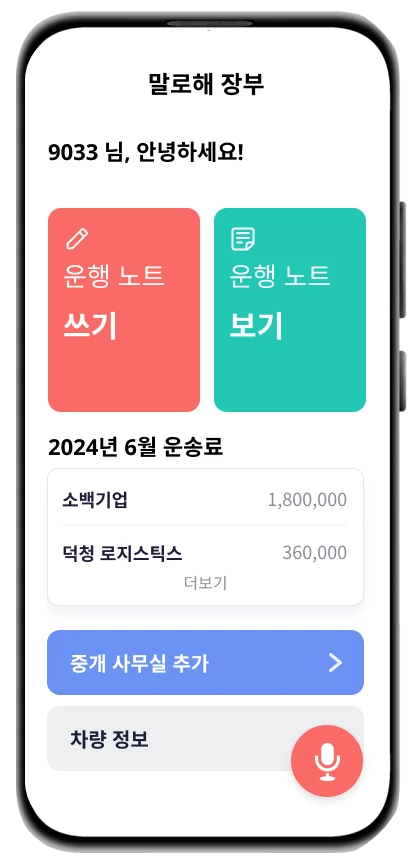 말로해 장부
9033 님, 안녕하세요!
운행 노트
쓰기
운행 노트
보기
2024년 6월 운송료
소백기업 1,800,000
덕청 로지스틱스 360,000
더보기
중개 사무실 추가
차량 정보